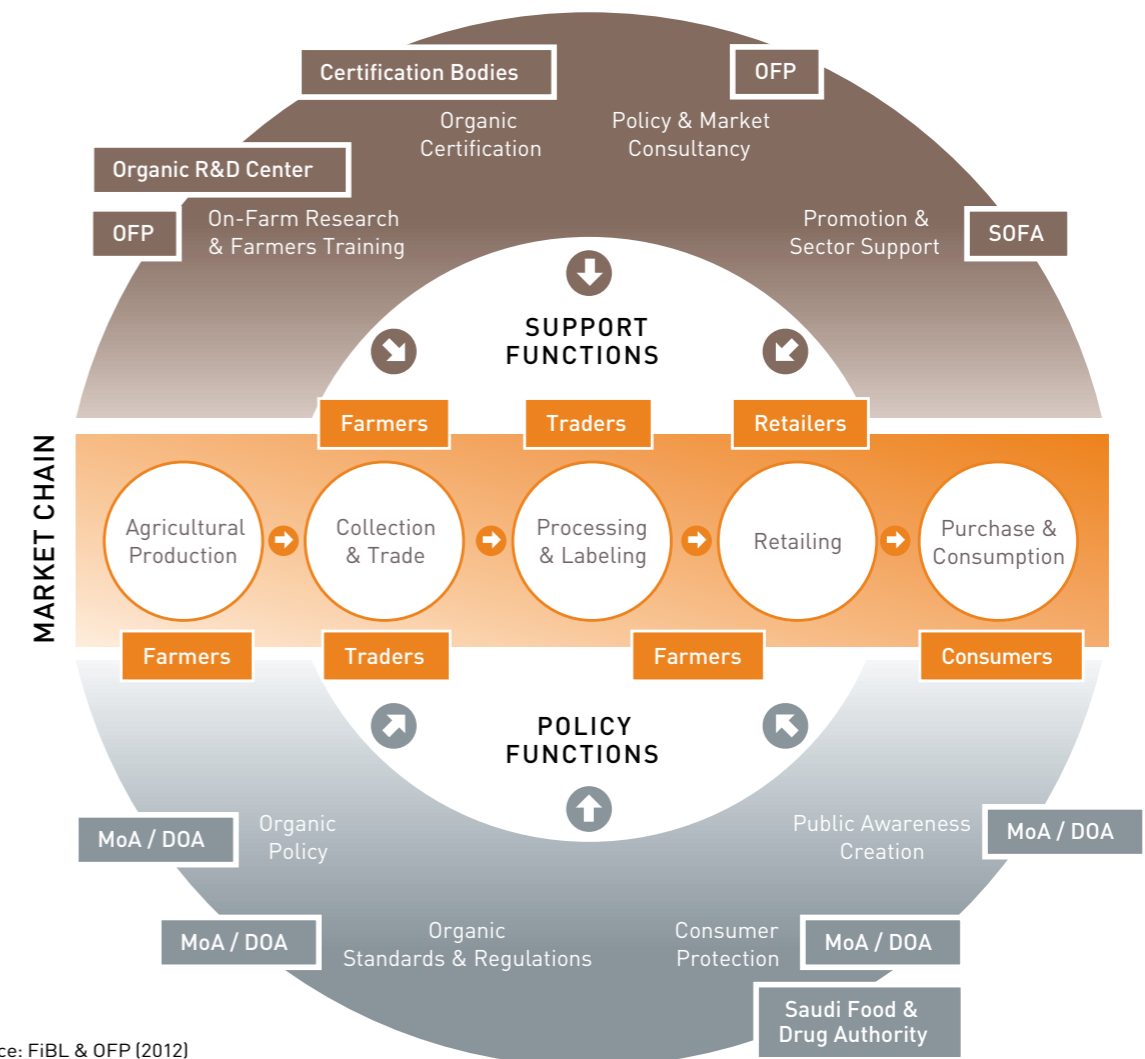 Certification Bodies
OFP
Organic
Certification
Policy & Market
Consultancy
Organic R&D Center
OFP
On-Farm Research
& Farmers Training
Promotion &
Sector Support
SOFA
SUPPORT
FUNCTIONS
MARKET CHAIN
Farmers
Traders
Retailers
Agricultural
Production
Collection
& Trade
Processing
& Labeling
Retailing
Purchase &
Consumption
Farmers
Traders
Farmers
Consumers
POLICY
FUNCTIONS
MoA / DOA
Organic
Policy
Public Awareness
Creation
MoA / DOA
MoA / DOA
Organic
Standards & Regulations
Consumer
Protection
MoA / DOA
Saudi Food &
Drug Authority
ce: FiBL & OFP (2012)